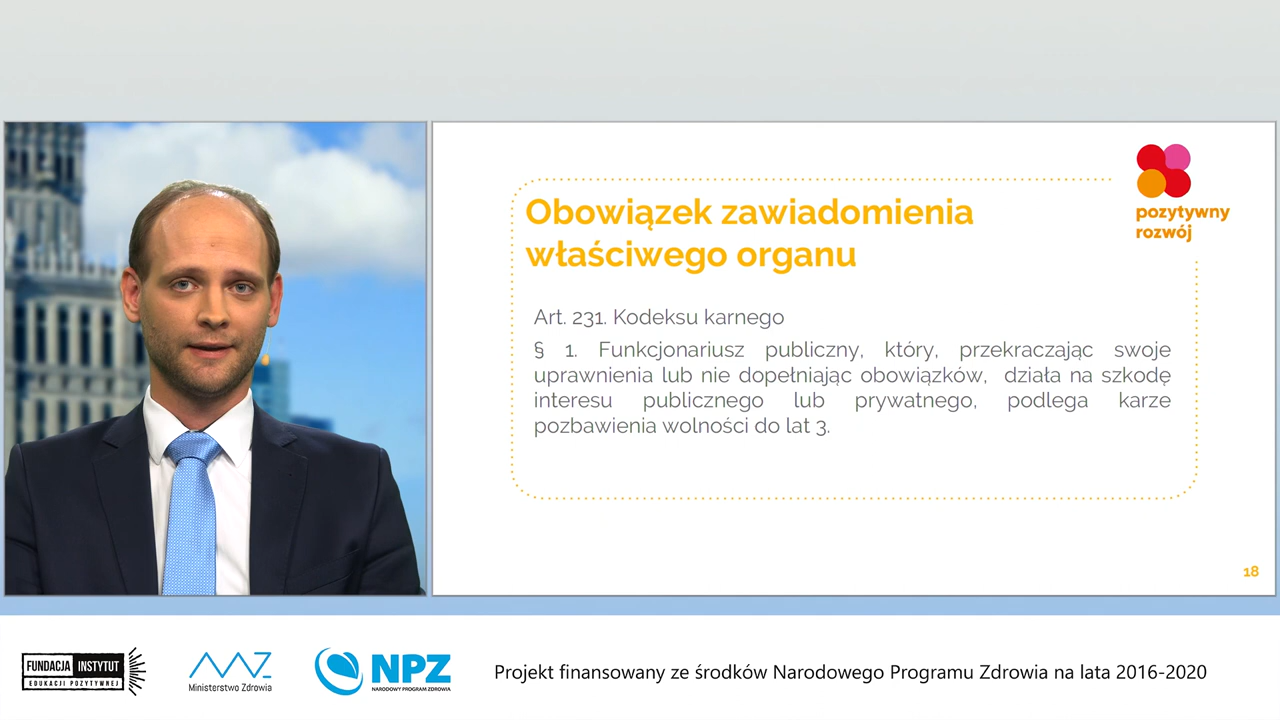 pozytywny
rozwój
Obowiązek zawiadomienia
właściwego organu
Art. 231. Kodeksu karnego
§ 1. Funkcjonariusz publiczny, który, przekraczając swoje
uprawnienia lub nie dopełniając obowiązków, działa na szkodę
interesu publicznego lub prywatnego, podlega karze
pozbawienia wolności do lat 3.
18
FUNDACJA INSTYTUT
EDUKACJI POZYTYWNEJ
Ministerstwo Zdrowia
NPZ
NARODOWY PROGRAM ZDROWIA
Projekt finansowany ze środków Narodowego Programu Zdrowia na lata 2016-2020